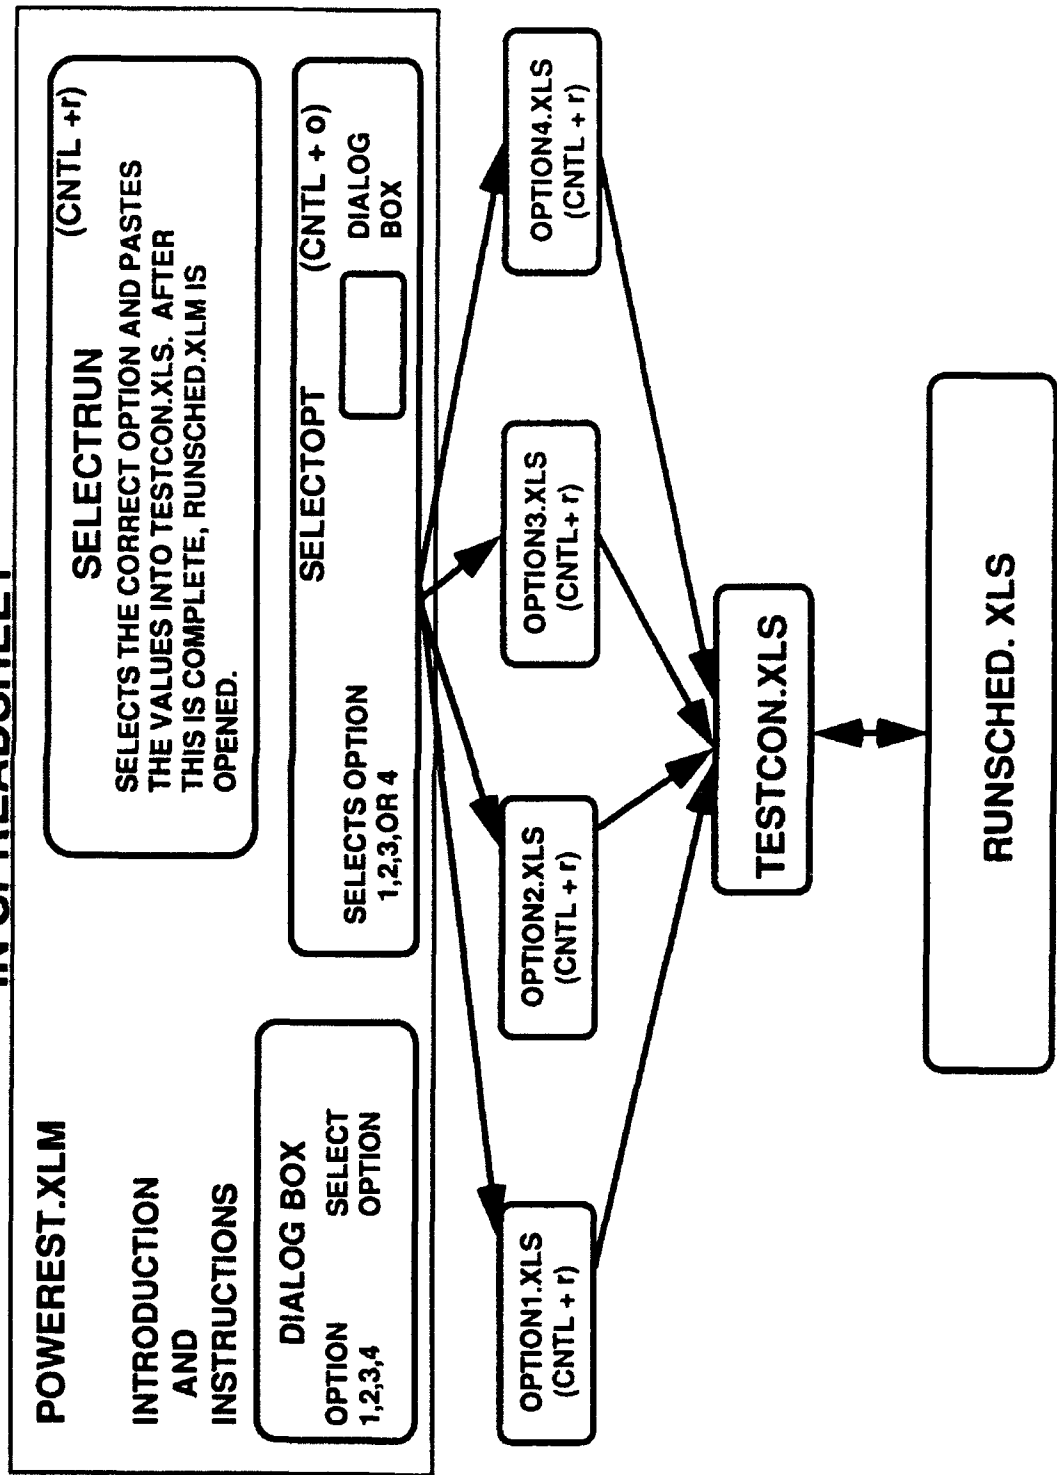 POWEREST.XLM
INTRODUCTION
AND
INSTRUCTIONS
DIALOG BOX
OPTION
1,2,3,4
SELECT
OPTION
SELECTRUN
(CNTL +r)
SELECTS THE CORRECT OPTION AND PASTES
THE VALUES INTO TESTCON.XLS. AFTER
THIS IS COMPLETE, RUNSCHED.XLM IS
OPENED.
SELECTOPT
(CNTL + o)
SELECTS OPTION
1,2,3,OR 4
DIALOG
BOX
OPTION1.XLS
(CNTL + r)
OPTION2.XLS
(CNTL + r)
OPTION3.XLS
(CNTL+ r)
OPTION4.XLS
(CNTL + r)
TESTCON.XLS
RUNSCHED. XLS